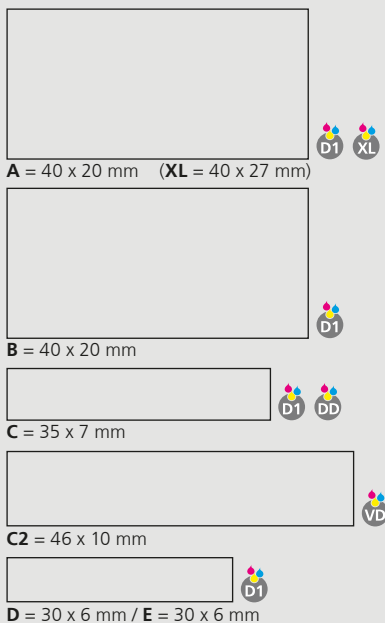 D1 XL
A = 40 x 20 mm (XL = 40 x 27 mm)
D1
B = 40 x 20 mm
D1 DD
C = 35 x 7 mm
VD
C2 = 46 x 10 mm
D1
D = 30 x 6 mm / E = 30 x 6 mm